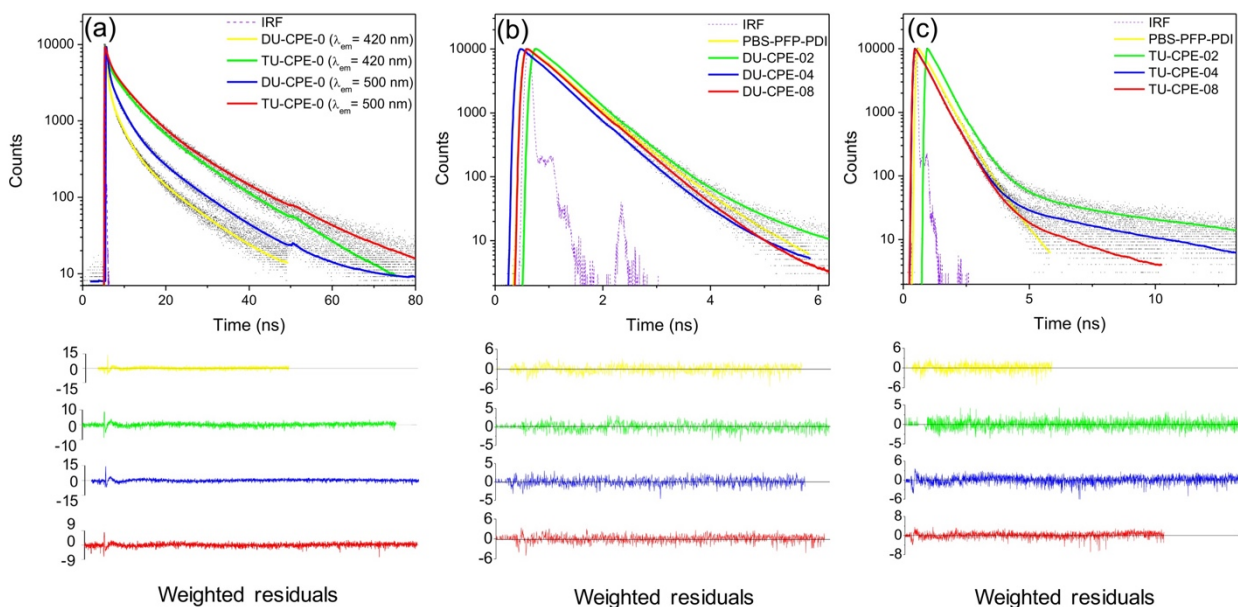 (a)
IRF
DU-CPE-0 (λem= 420 nm)
TU-CPE-0 (λem= 420 nm)
DU-CPE-0 (λem= 500 nm)
TU-CPE-0 (λem= 500 nm)
Counts
10000
1000
100
10
0 20 40 60 80
Time (ns)
15
0
-15
10
0
-10
15
0
-15
9
0
-9
Weighted residuals
(b)
IRF
PBS-PFP-PDI
DU-CPE-02
DU-CPE-04
DU-CPE-08
Counts
10000
1000
100
10
0 2 4 6
Time (ns)
6
0
-6
5
0
-5
5
0
-5
6
0
-6
Weighted residuals
(c)
IRF
PBS-PFP-PDI
TU-CPE-02
TU-CPE-04
TU-CPE-08
Counts
10000
1000
100
10
0 5 10
Time (ns)
6
0
-6
5
0
-5
6
0
-6
8
0
-8
Weighted residuals